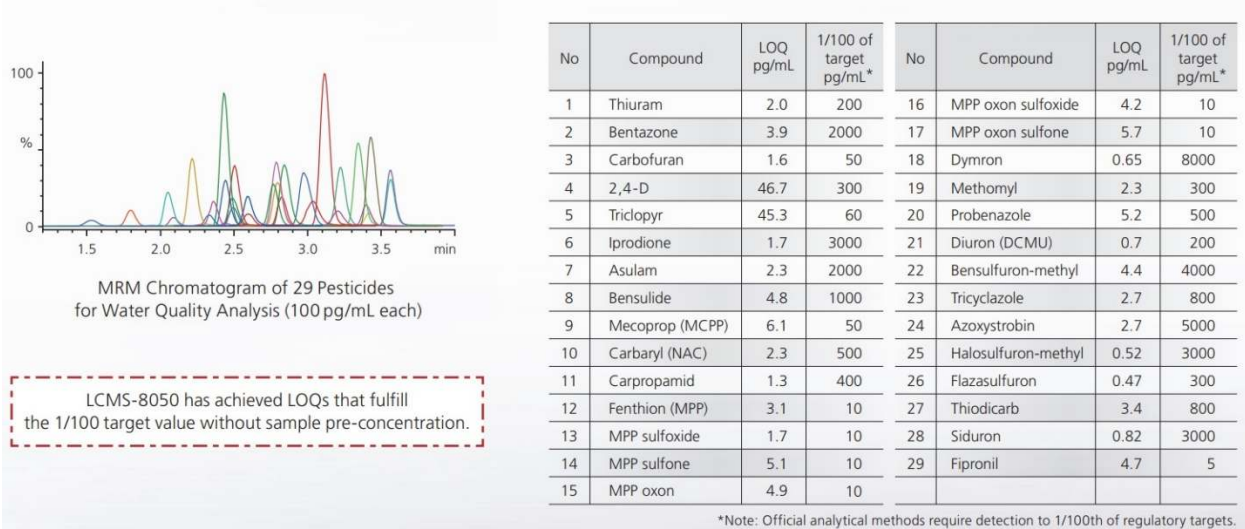 100
%
0
1.5 2.0 2.5 3.0 3.5 min
MRM Chromatogram of 29 Pesticides
for Water Quality Analysis (100 pg/mL each)
LCMS-8050 has achieved LOQs that fulfill
the 1/100 target value without sample pre-concentration.
No Compound LOQ pg/mL 1/100 of target pg/mL*
1 Thiuram 2.0 200
2 Bentazone 3.9 2000
3 Carbofuran 1.6 50
4 2,4-D 46.7 300
5 Triclopyr 45.3 60
6 Iprodione 1.7 3000
7 Asulam 2.3 2000
8 Bensulide 4.8 1000
9 Mecoprop (MCPP) 6.1 50
10 Carbaryl (NAC) 2.3 500
11 Carpropamid 1.3 400
12 Fenthion (MPP) 3.1 10
13 MPP sulfoxide 1.7 10
14 MPP sulfone 5.1 10
15 MPP oxon 4.9 10
No Compound LOQ pg/mL 1/100 of target pg/mL*
16 MPP oxon sulfoxide 4.2 10
17 MPP oxon sulfone 5.7 10
18 Dymron 0.65 8000
19 Methomyl 2.3 300
20 Probenazole 5.2 500
21 Diuron (DCMU) 0.7 200
22 Bensulfuron-methyl 4.4 4000
23 Tricyclazole 2.7 800
24 Azoxystrobin 2.7 5000
25 Halosulfuron-methyl 0.52 3000
26 Flazasulfuron 0.47 300
27 Thiodicarb 3.4 800
28 Siduron 0.82 3000
29 Fipronil 4.7 5
*Note: Official analytical methods require detection to 1/100th of regulatory targets.